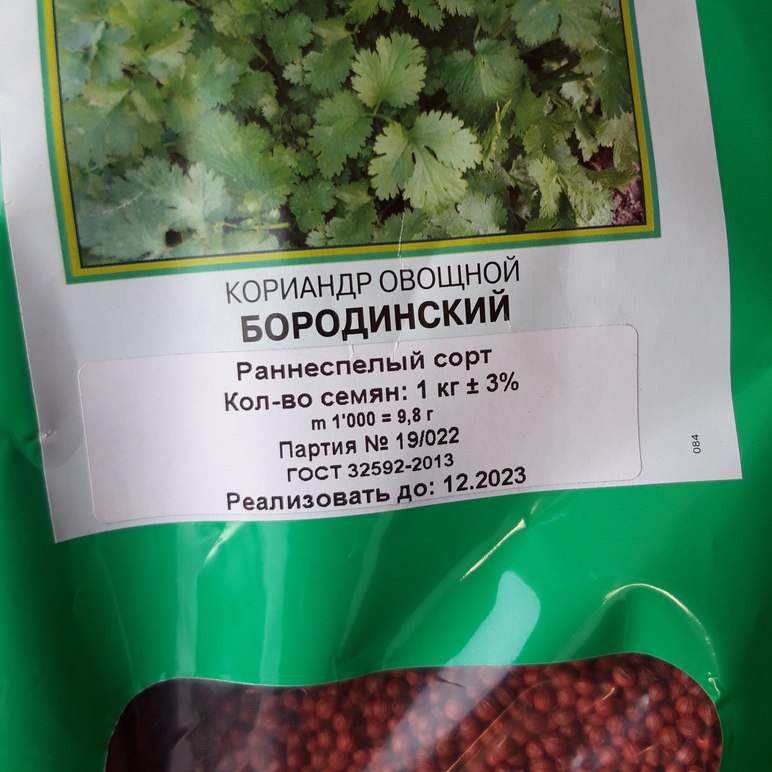 КОРИАНДР ОВОЩНОЙ
БОРОДИНСКИЙ
Раннеспелый сорт
Кол-во семян: 1 кг ± 3%
m 1'000 = 9,8 г
Партия № 19/022
ГОСТ 32592-2013
Реализовать до: 12.2023
084